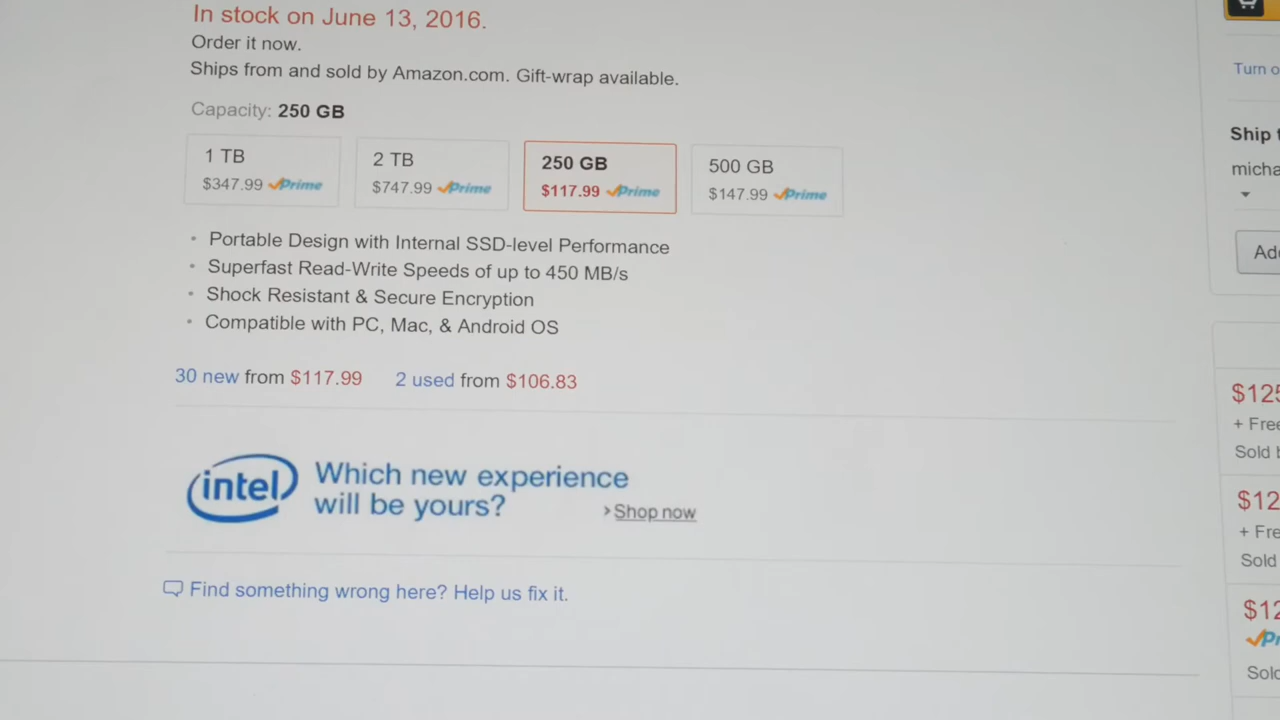 In stock on June 13, 2016.
Order it now.
Ships from and sold by Amazon.com. Gift-wrap available.
Capacity: 250 GB
1 TB
$347.99 Prime
2 TB
$747.99 Prime
250 GB
$117.99 Prime
500 GB
$147.99 Prime
• Portable Design with Internal SSD-level Performance
• Superfast Read-Write Speeds of up to 450 MB/s
• Shock Resistant & Secure Encryption
• Compatible with PC, Mac, & Android OS
30 new from $117.99 2 used from $106.83
intel
Which new experience
will be yours?
› Shop now
Find something wrong here? Help us fix it.
Turn
Ship
+
Sold
+
Sold